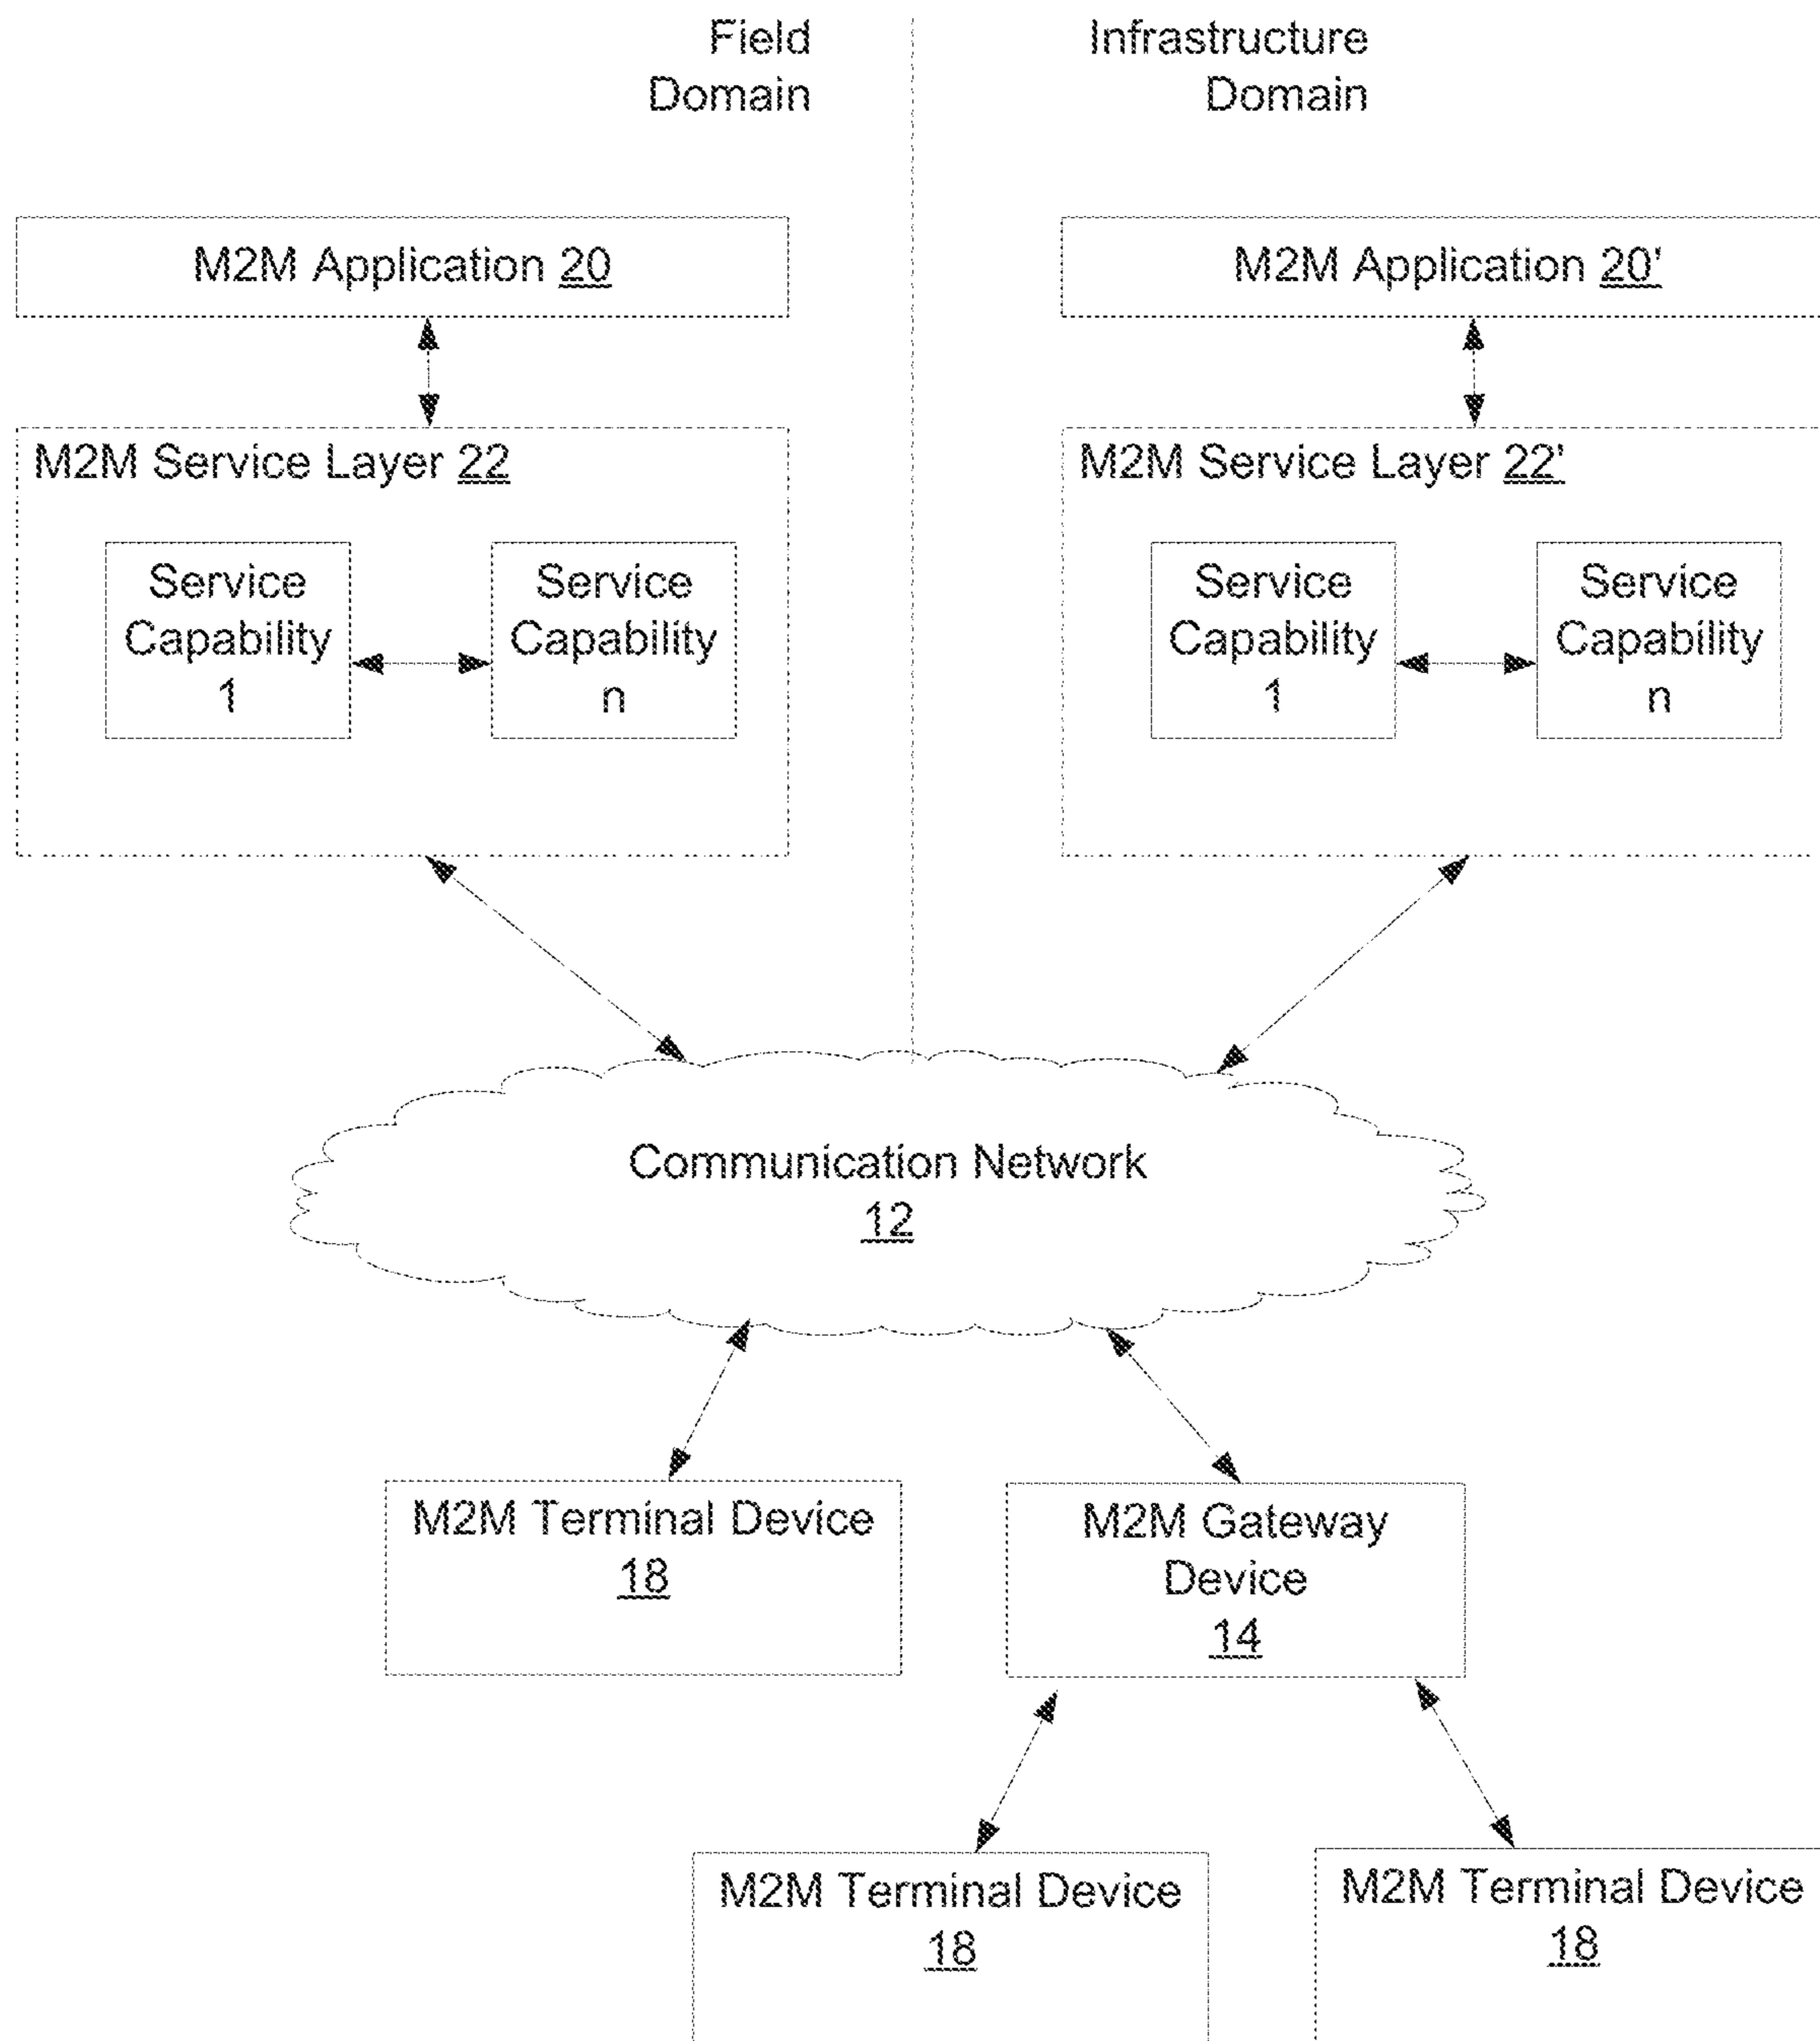 Field
Domain
Infrastructure
Domain
M2M Application 20
M2M Application 20'
M2M Service Layer 22
Service
Capability
1
Service
Capability
n
M2M Service Layer 22'
Service
Capability
1
Service
Capability
n
Communication Network
12
M2M Terminal Device
18
M2M Gateway
Device
14
M2M Terminal Device
18
M2M Terminal Device
18